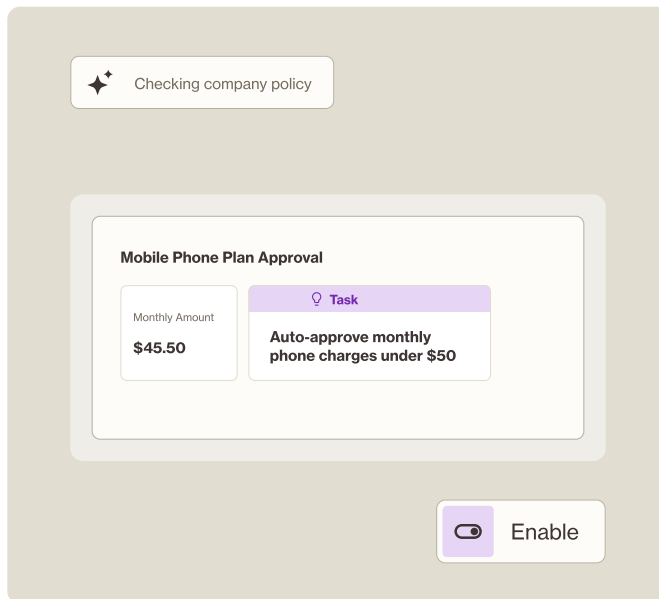 Checking company policy
Mobile Phone Plan Approval
Monthly Amount
$45.50
Task
Auto-approve monthly
phone charges under $50
Enable